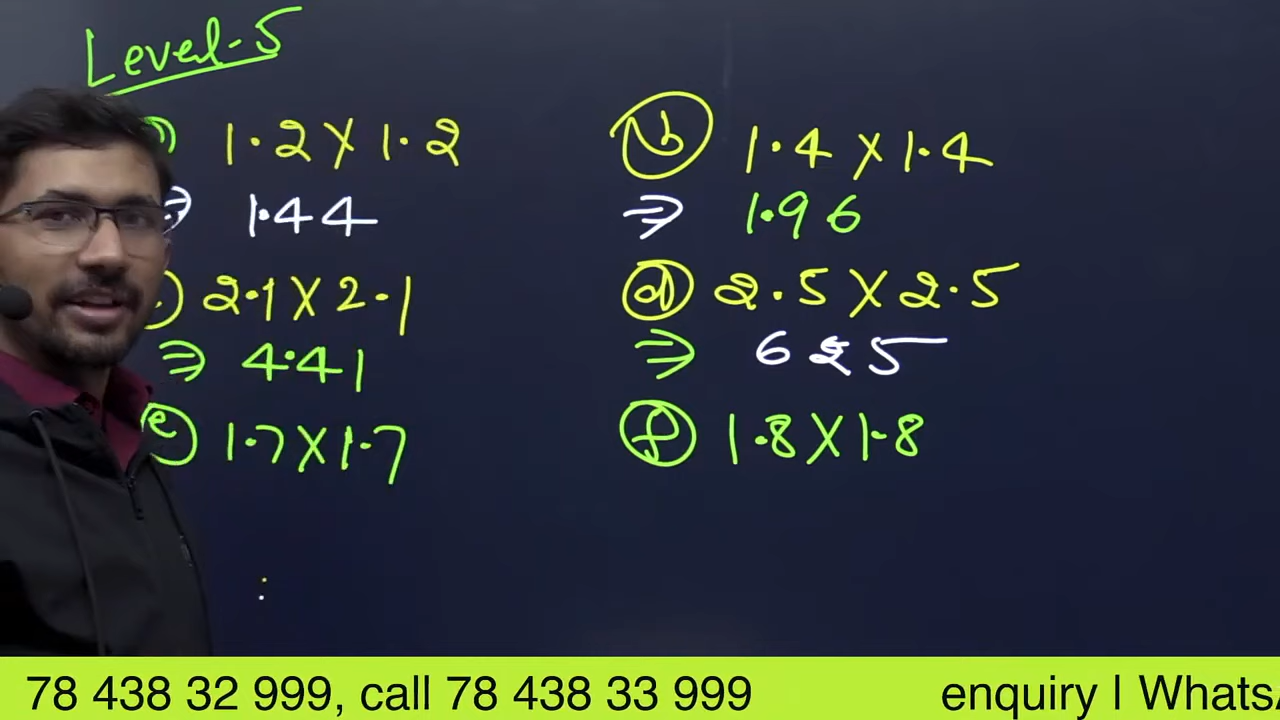 Level-5
1.2 X 1.2
⇒ 1.44
(b) 1.4 X 1.4
⇒ 1.96
2.1 X 2.1
⇒ 4.41
(d) 2.5 X 2.5
⇒ 6 25
(e) 1.7 X 1.7
(f) 1.8 X 1.8
78 438 32 999, call 78 438 33 999
enquiry | Whats